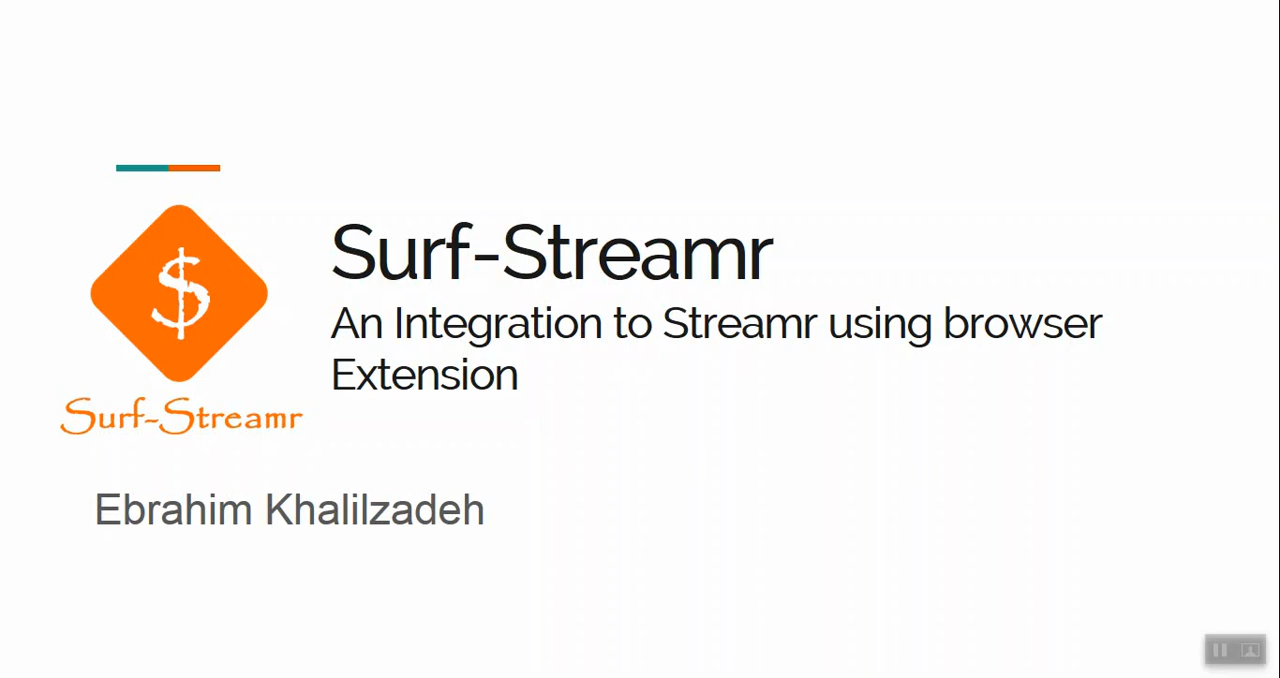 $
Surf-Streamr
Surf-Streamr
An Integration to Streamr using browser
Extension
Ebrahim Khalilzadeh